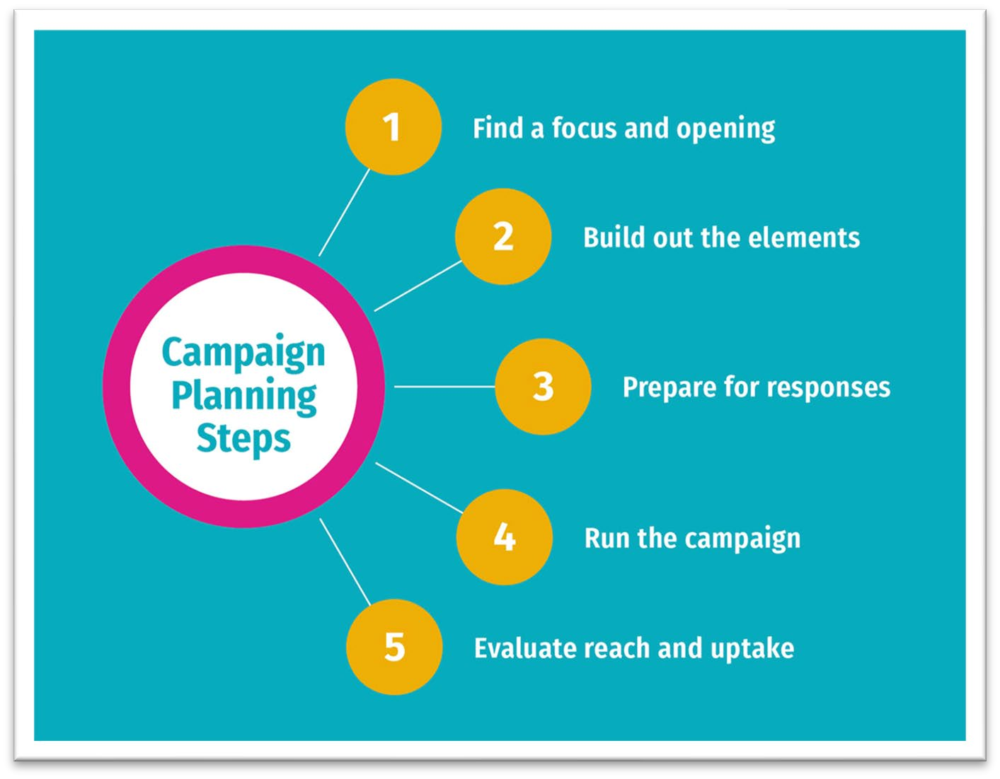 Campaign
Planning
Steps
1 Find a focus and opening
2 Build out the elements
3 Prepare for responses
4 Run the campaign
5 Evaluate reach and uptake